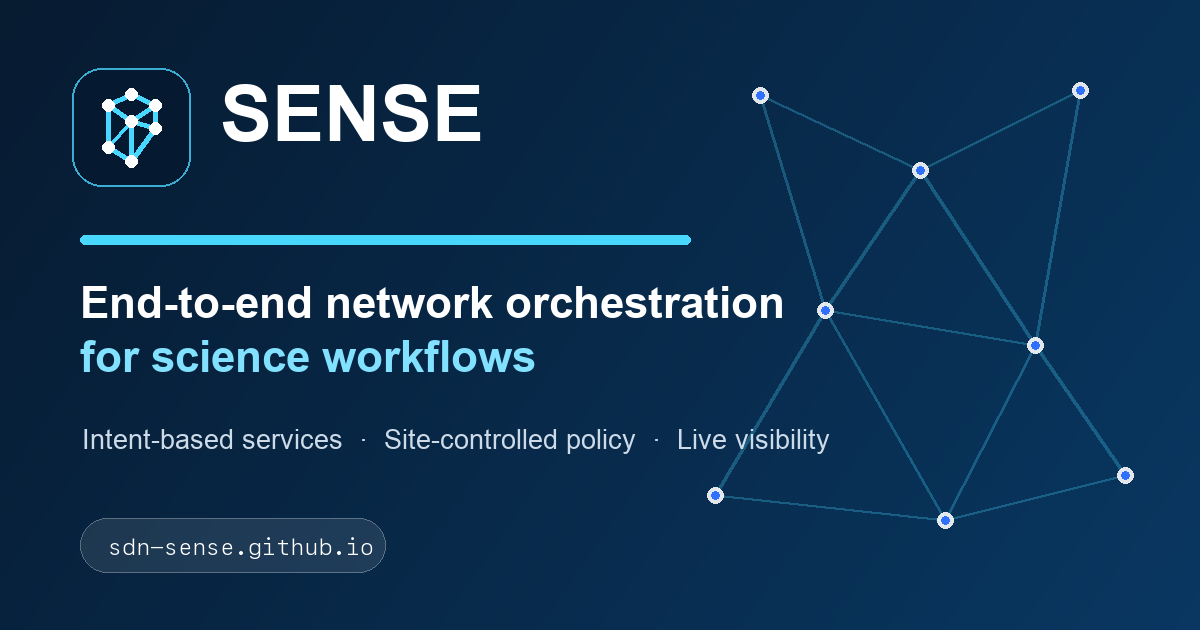 SENSE
End-to-end network orchestration
for science workflows
Intent-based services · Site-controlled policy · Live visibility
sdn-sense.github.io